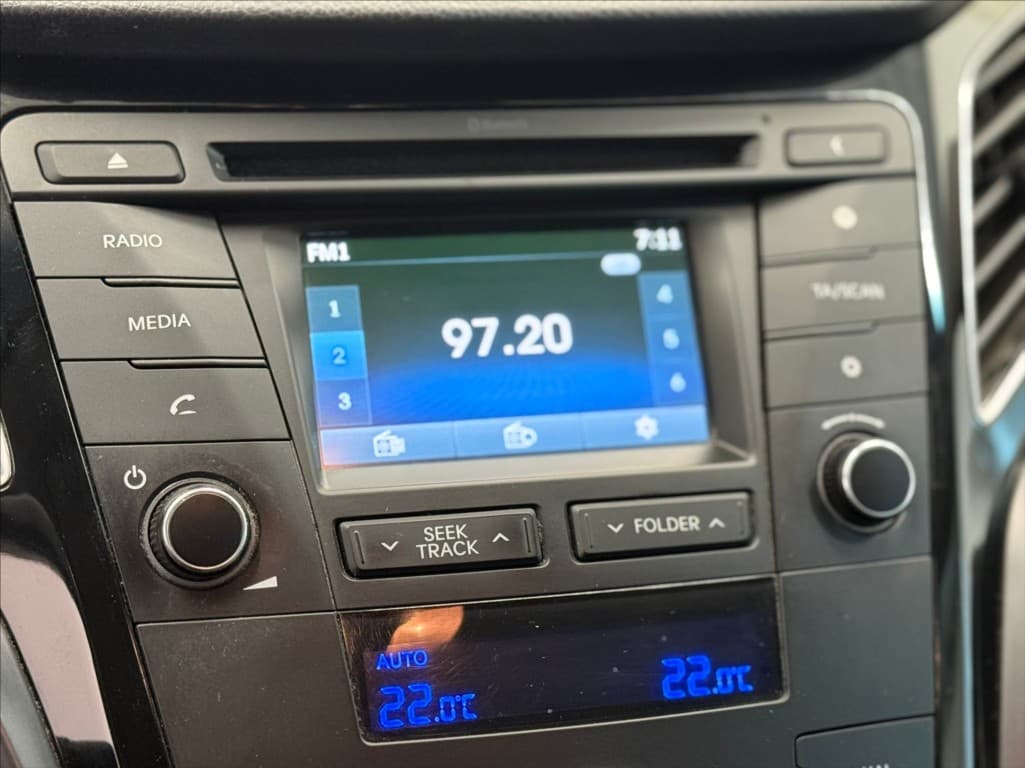 RADIO
MEDIA
FM1
7:11
1
2
3
97.20
4
5
6
TA/SCAN
SEEK
TRACK
FOLDER
AUTO
22.0°C
22.0°C